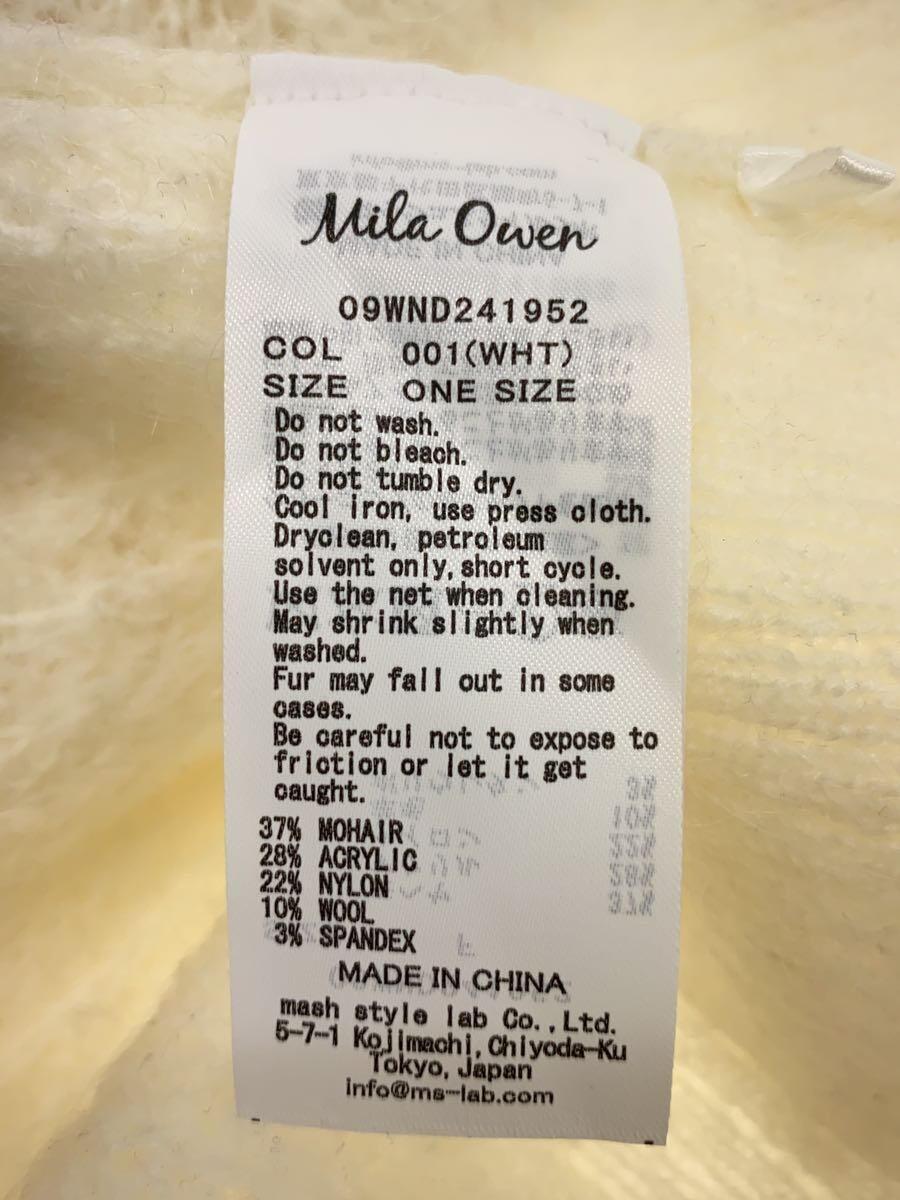 Mila Owen
09WND241952
COL 001(WHT)
SIZE ONE SIZE
Do not wash.
Do not bleach.
Do not tumble dry.
Cool iron, use press cloth.
Dryclean, petroleum
solvent only, short cycle.
Use the net when cleaning.
May shrink slightly when
washed.
Fur may fall out in some
cases.
Be careful not to expose to
friction or let it get
caught.
37% MOHAIR
28% ACRYLIC
22% NYLON
10% WOOL
3% SPANDEX
MADE IN CHINA
mash style lab Co.,Ltd.
5-7-1 Kojimachi, Chiyoda-Ku
Tokyo, Japan
info@ms-lab.com